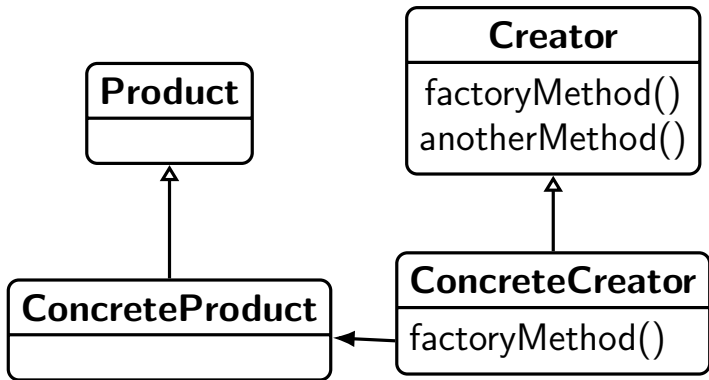 Product
Creator
factoryMethod()
anotherMethod()
ConcreteProduct
ConcreteCreator
factoryMethod()